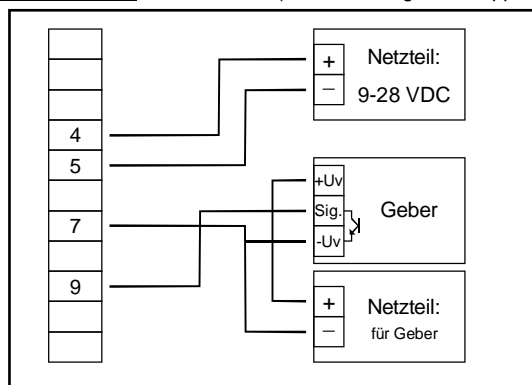 4
5
7
9
+
–
Netzteil:
9-28 VDC
+Uv
Sig.
-Uv
Geber
+
–
Netzteil:
für Geber